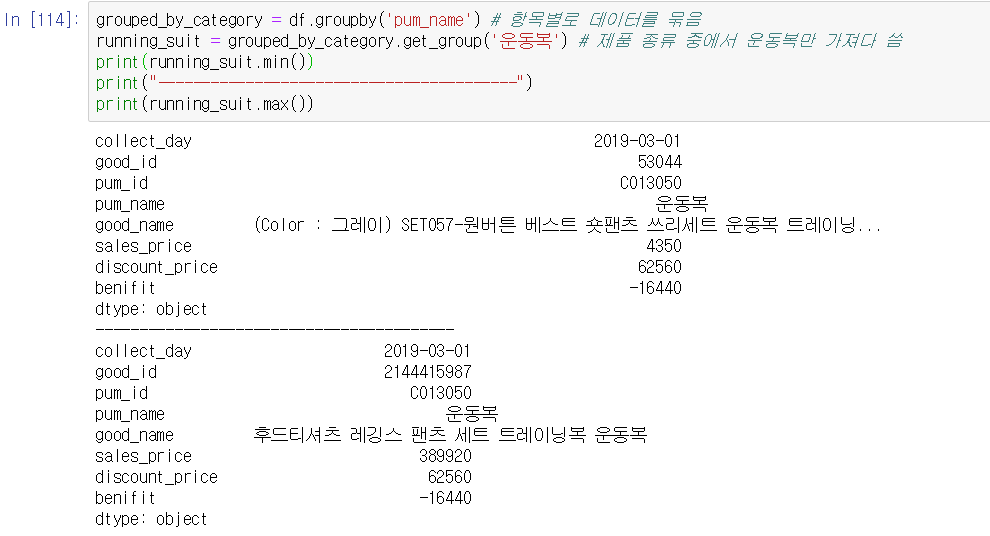 In [114]: grouped_by_category = df.groupby('pum_name') # 항목별로 데이터를 묶음
running_suit = grouped_by_category.get_group('운동복') # 제품 종류 중에서 운동복만 가져다 씀
print(running_suit.min())
print("-----------------------------------------")
print(running_suit.max())
collect_day 2019-03-01
good_id 53044
pum_id C013050
pum_name 운동복
good_name (Color : 그레이) SET057-원버튼 베스트 숏팬츠 쓰리세트 운동복 트레이닝...
sales_price 4350
discount_price 62560
benifit -16440
dtype: object
-----------------------------------------
collect_day 2019-03-01
good_id 2144415987
pum_id C013050
pum_name 운동복
good_name 후드티셔츠 레깅스 팬츠 세트 트레이닝복 운동복
sales_price 389920
discount_price 62560
benifit -16440
dtype: object